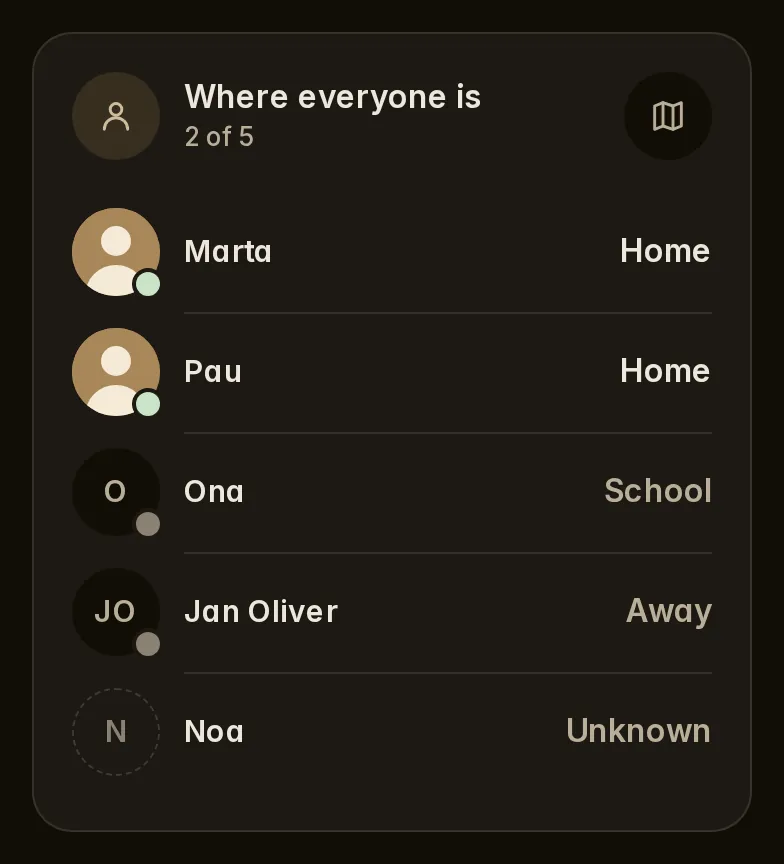 Where everyone is
2 of 5
Marta Home
Pau Home
O Ona School
JO Jan Oliver Away
N Noa Unknown